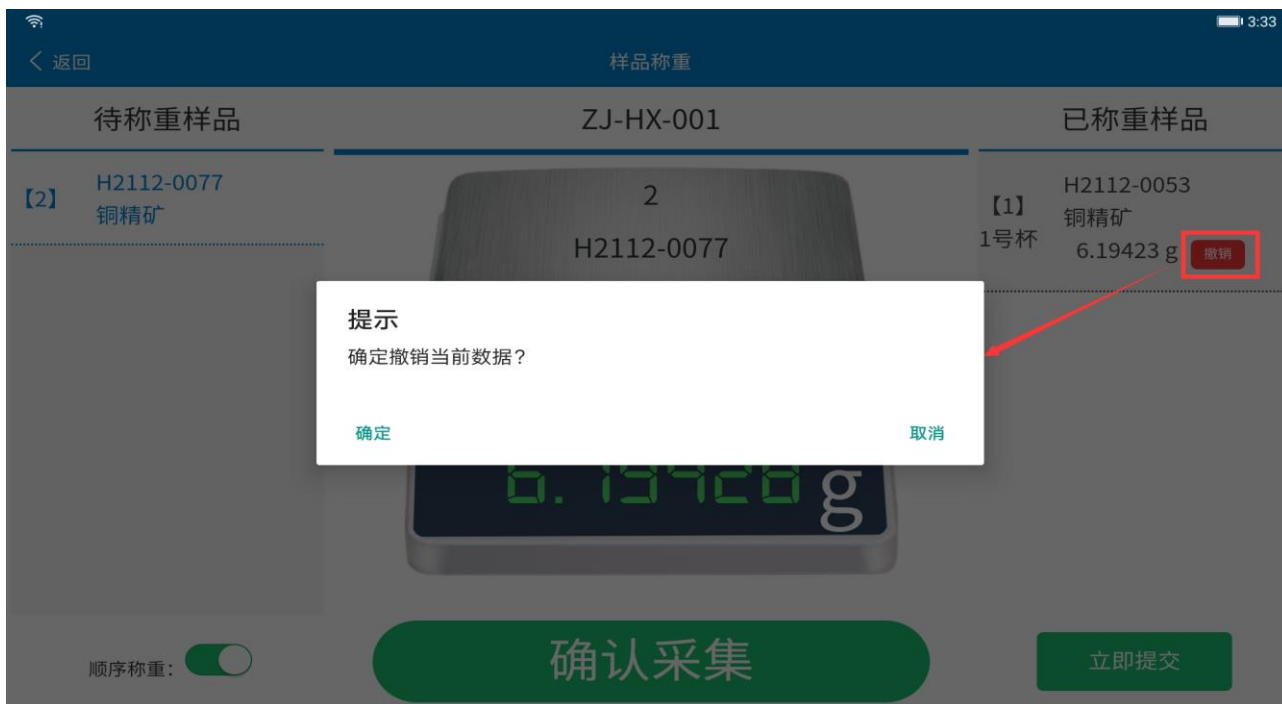 3:33
返回
样品称重
待称重样品
【2】
H2112-0077
铜精矿
顺序称重：
ZJ-HX-001
2
H2112-0077
提示
确定撤销当前数据？
确定
取消
6.19428 g
确认采集
已称重样品
【1】
1号杯
H2112-0053
铜精矿
6.19423 g
撤销
立即提交